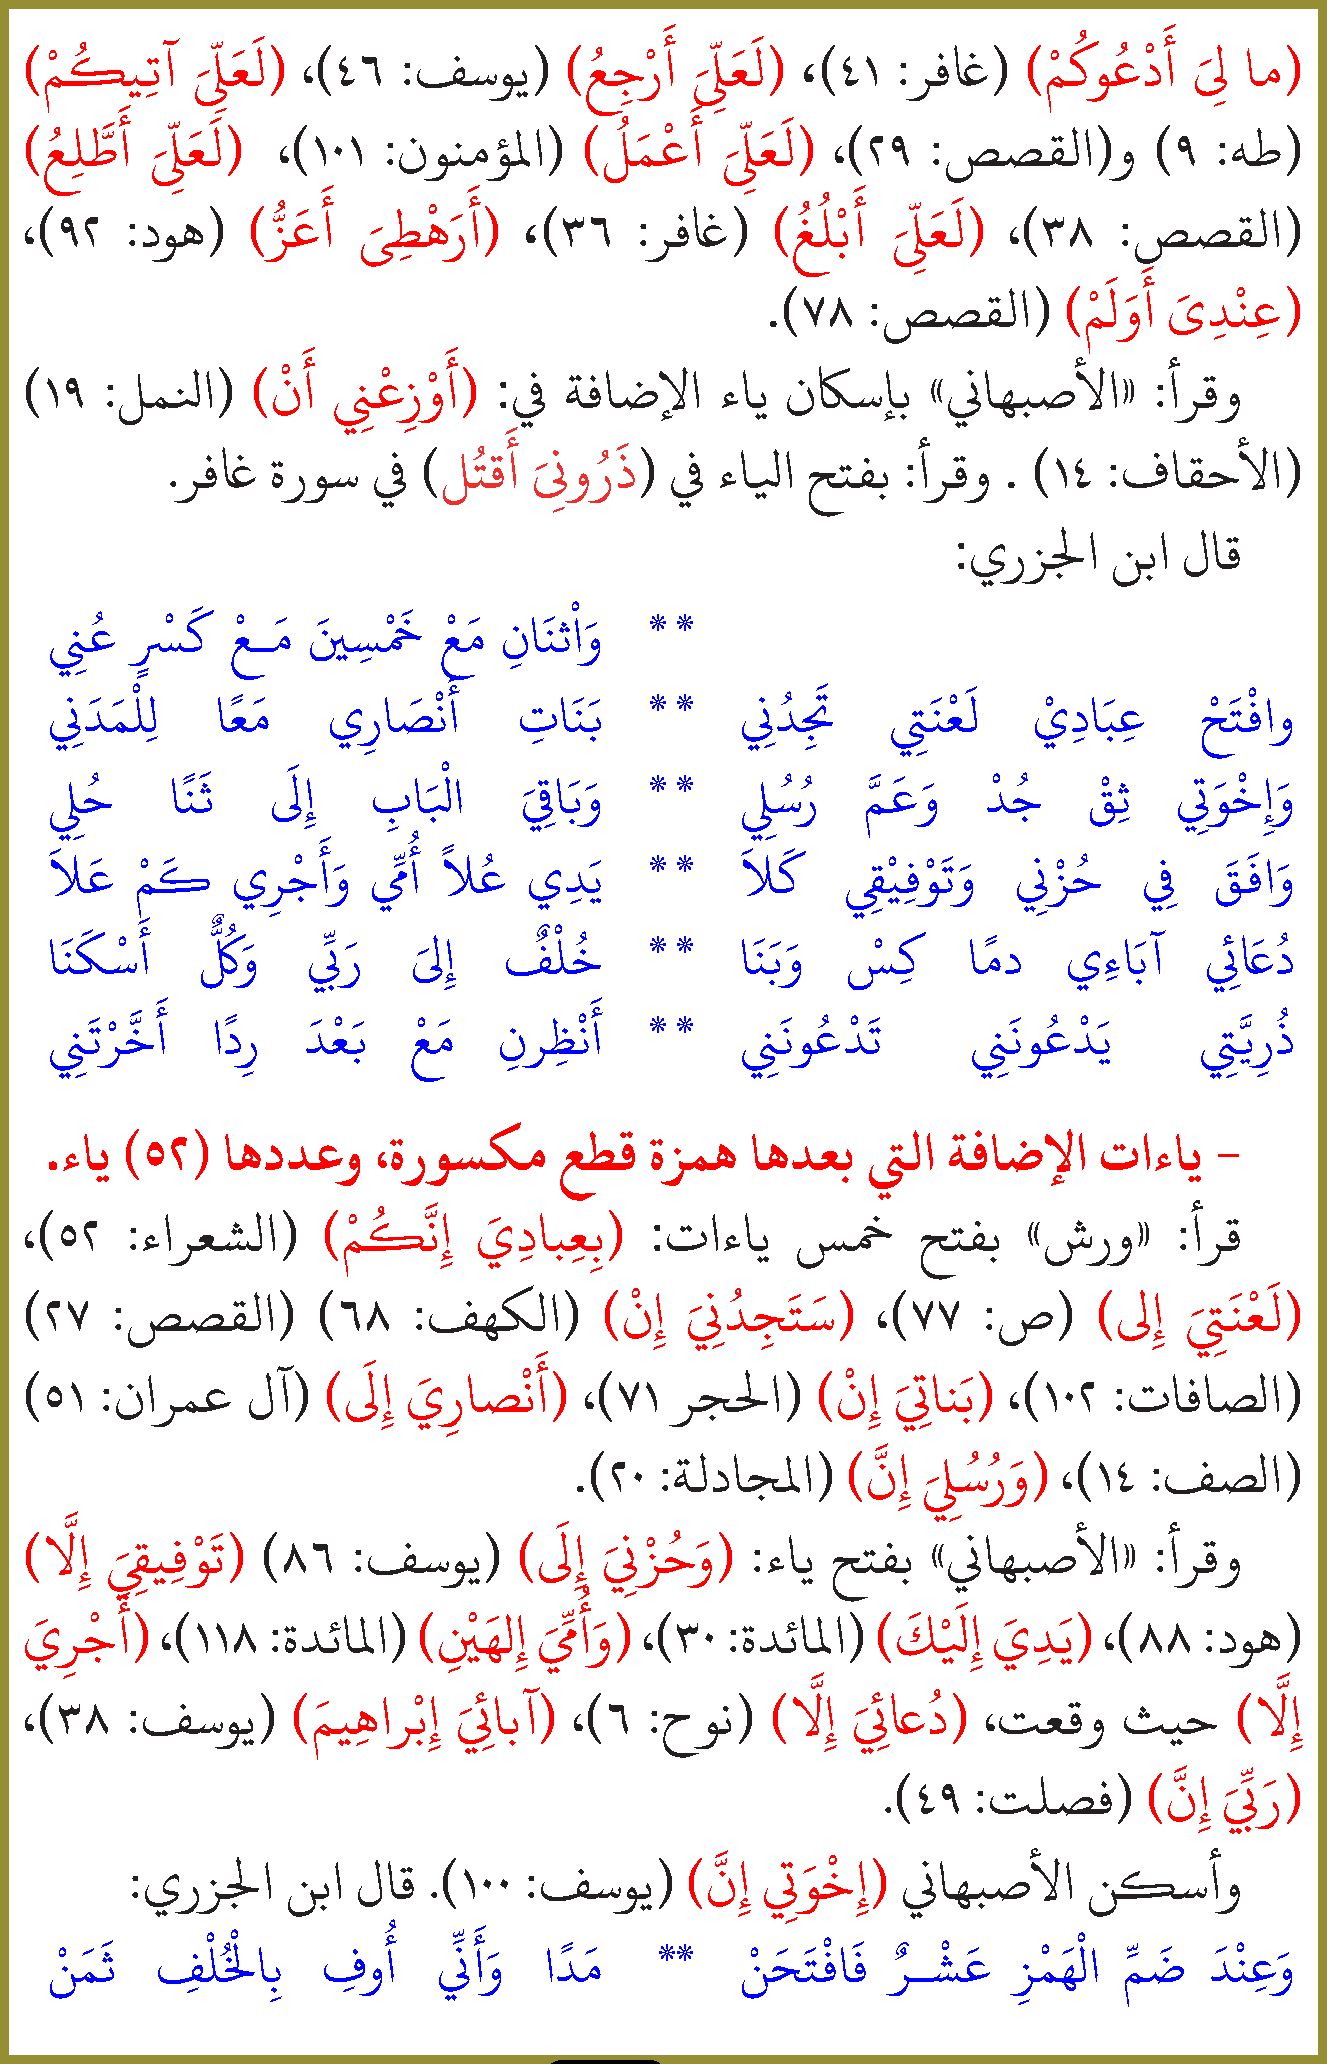 (ما لِىَ أَدْعُوكُمْ) (غافر: ٤١)، (لَعَلِّىَ أَرْجِعُ) (يوسف: ٤٦)، (لَعَلِّىَ آتِيكُمْ)
(طه: ٩) و(القصص: ٢٩)، (لَعَلِّىَ أَعْمَلُ) (المؤمنون: ١٠١)، (لَعَلِّىَ أَطَّلِعُ)
(القصص: ٣٨)، (لَعَلِّىَ أَبْلُغُ) (غافر: ٣٦)، (أَرَهْطِىَ أَعَزُّ) (هود: ٩٢)،
(عِنْدِىَ أَوَلَمْ) (القصص: ٧٨).
وقرأ: «الأصبهاني» بإسكان ياء الإضافة في: (أَوْزِعْنِي أَنْ) (النمل: ١٩)
(الأحقاف: ١٤) . وقرأ: بفتح الياء في (ذَرُونِىَ أَقتُل) في سورة غافر.
قال ابن الجزري:
** وَاثْنَانِ مَعْ خَمْسِينَ مَـعْ كَسْرٍ عُنِي
وافْتَحْ عِبَادِيْ لَعْنَتِي تَجِدُنِي ** بَنَاتِ أَنْصَارِي مَعًا لِلْمَدَنِي
وَإِخْوَتِي ثِقْ جُدْ وَعَمَّ رُسُلِي ** وَبَاقِيَ الْبَابِ إِلَى ثَنًا حُلِي
وَافَقَ فِي حُزْنِي وَتَوْفِيْقِي كَلاَ ** يَدِي عُلاً أُمِّي وَأَجْرِي كَمْ عَلاَ
دُعَائِي آبَاءِي دمًا كِسْ وَبَنَا ** خُلْفٌ إِلىَ رَبِّي وَكُلٌّ أَسْكَنَا
ذُرِيَّتِي يَدْعُونَنِي تَدْعُونَنِي ** أَنْظِرنِ مَعْ بَعْدَ رِدًا أَخَّرْتَنِي
- ياءات الإضافة التي بعدها همزة قطع مكسورة، وعددها (٥٢) ياء.
قرأ: «ورش» بفتح خمس ياءات: (بِعِبادِيَ إِنَّكُمْ) (الشعراء: ٥٢)،
(لَعْنَتِيَ إِلى) (ص: ٧٧)، (سَتَجِدُنِيَ إِنْ) (الكهف: ٦٨) (القصص: ٢٧)
(الصافات: ١٠٢)، (بَناتِيَ إِنْ) (الحجر ٧١)، (أَنْصارِيَ إِلَى) (آل عمران: ٥١)
(الصف: ١٤)، (وَرُسُلِيَ إِنَّ) (المجادلة: ٢٠).
وقرأ: «الأصبهاني» بفتح ياء: (وَحُزْنِيَ إِلَى) (يوسف: ٨٦) (تَوْفِيقِيَ إِلَّا)
(هود: ٨٨)، (يَدِيَ إِلَيْكَ) (المائدة: ٣٠)، (وَأُمِّيَ إِلهَيْنِ) (المائدة: ١١٨)، (أَجْرِيَ
إِلَّا) حيث وقعت، (دُعائِيَ إِلَّا) (نوح: ٦)، (آبائِيَ إِبْراهِيمَ) (يوسف: ٣٨)،
(رَبِّيَ إِنَّ) (فصلت: ٤٩).
وأسكن الأصبهاني (إِخْوَتِي إِنَّ) (يوسف: ١٠٠). قال ابن الجزري:
وَعِنْدَ ضَمِّ الْهَمْزِ عَشْـرٌ فَافْتَحَنْ ** مَدًا وَأَنِّي أُوفِ بِالْخُلْفِ ثَمَنْ